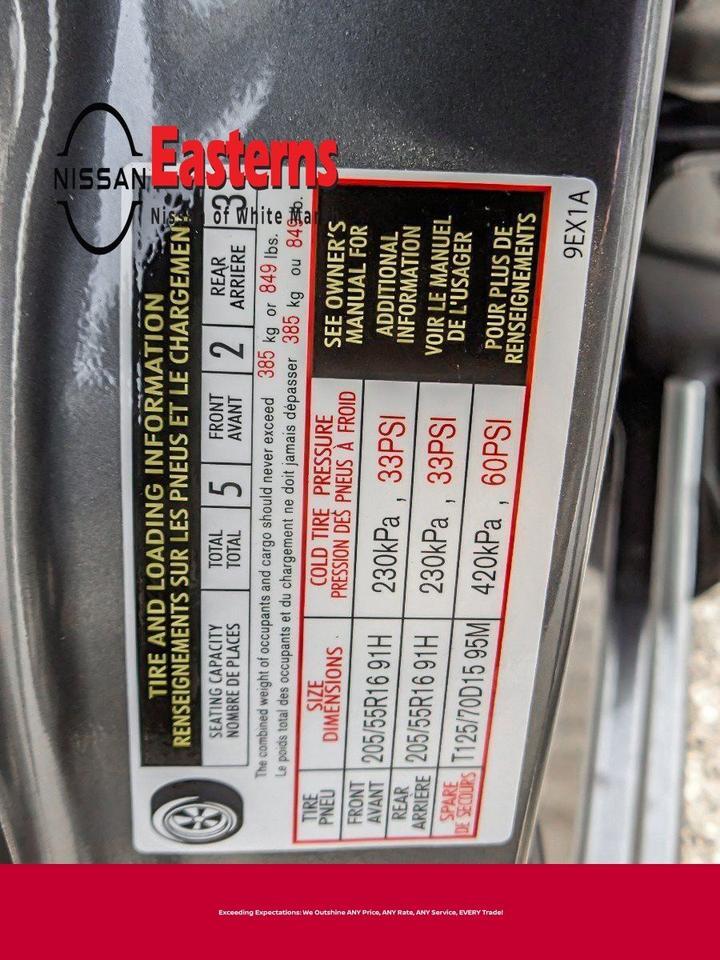 NISSAN
Easterns
Nissan of White Mar
TIRE AND LOADING INFORMATION
RENSEIGNEMENTS SUR LES PNEUS ET LE CHARGEMENT
SEATING CAPACITY TOTAL 5 FRONT 2 REAR 3
NOMBRE DE PLACES TOTAL AVANT ARRIÈRE
The combined weight of occupants and cargo should never exceed 385 kg or 849 lbs.
Le poids total des occupants et du chargement ne doit jamais dépasser 385 kg ou 849 lb.
TIRE SIZE COLD TIRE PRESSURE
PNEU DIMENSIONS PRESSION DES PNEUS À FROID
FRONT
AVANT 205/55R16 91H 230kPa , 33PSI
REAR
ARRIÈRE 205/55R16 91H 230kPa , 33PSI
SPARE
DE SECOURS T125/70D15 95M 420kPa , 60PSI
SEE OWNER'S
MANUAL FOR
ADDITIONAL
INFORMATION
VOIR LE MANUEL
DE L'USAGER
POUR PLUS DE
RENSEIGNEMENTS
9EX1A
Exceeding Expectations: We Outshine ANY Price, ANY Rate, ANY Service, EVERY Trade!